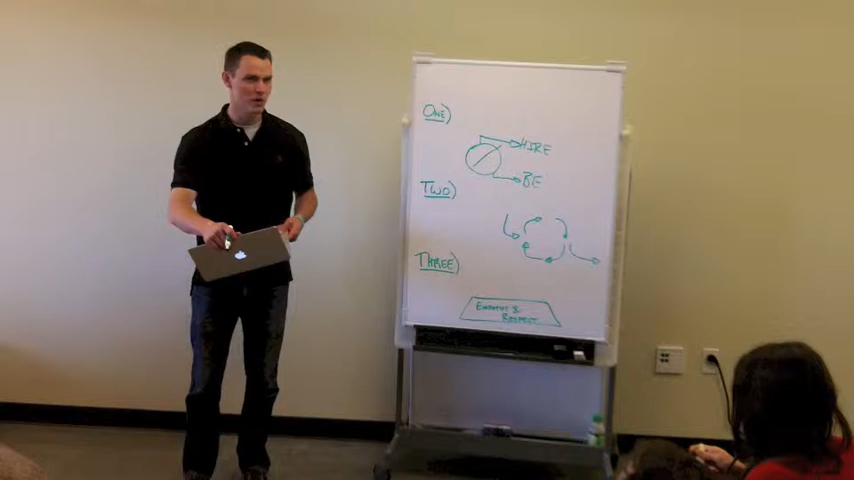 ONE)
HIRE
BE
TWO)
THREE)
EMPATHY &
RESPECT